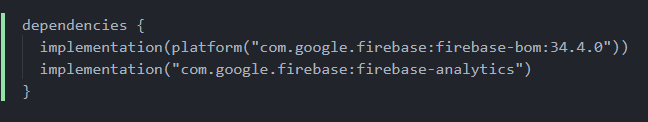 dependencies {
  implementation(platform("com.google.firebase:firebase-bom:34.4.0"))
  implementation("com.google.firebase:firebase-analytics")
}